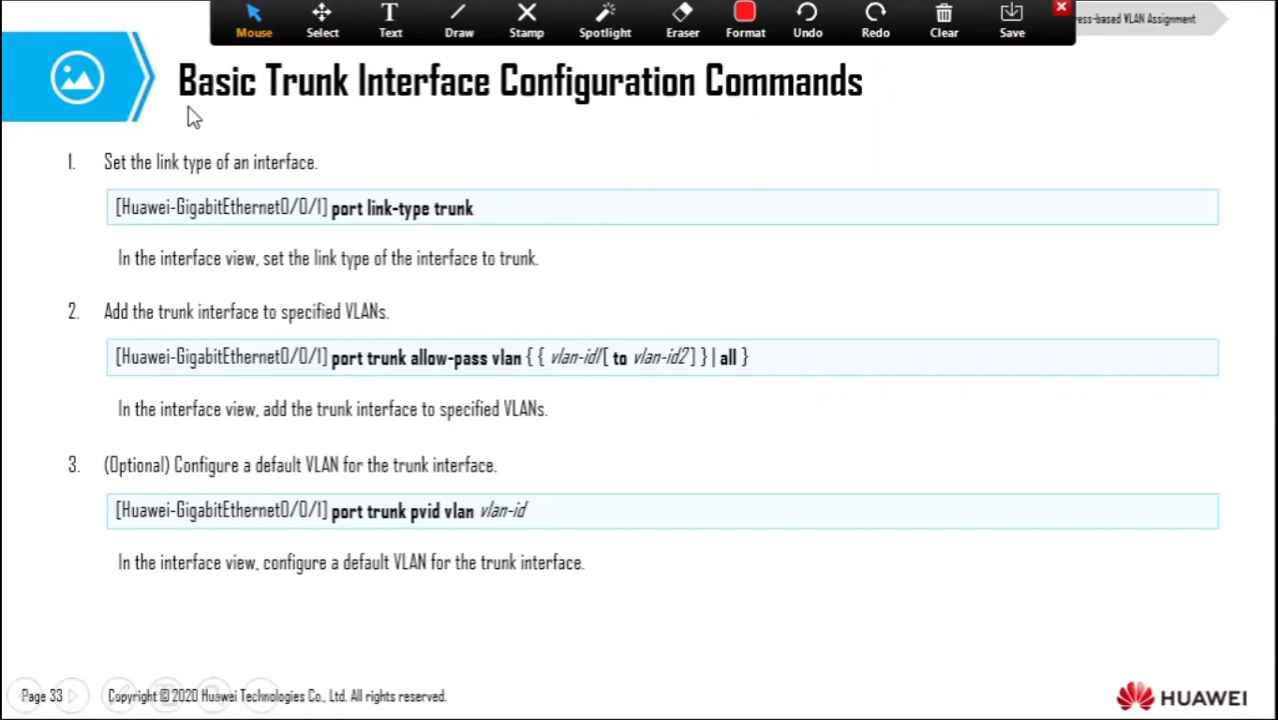 Mouse Select Text Draw Stamp Spotlight Eraser Format Undo Redo Clear Save
ess-based VLAN Assignment
Basic Trunk Interface Configuration Commands
1. Set the link type of an interface.
[Huawei-GigabitEthernet0/0/1] port link-type trunk
In the interface view, set the link type of the interface to trunk.
2. Add the trunk interface to specified VLANs.
[Huawei-GigabitEthernet0/0/1] port trunk allow-pass vlan { { vlan-id1 [ to vlan-id2 ] } | all }
In the interface view, add the trunk interface to specified VLANs.
3. (Optional) Configure a default VLAN for the trunk interface.
[Huawei-GigabitEthernet0/0/1] port trunk pvid vlan vlan-id
In the interface view, configure a default VLAN for the trunk interface.
Page 33 Copyright © 2020 Huawei Technologies Co., Ltd. All rights reserved.
HUAWEI